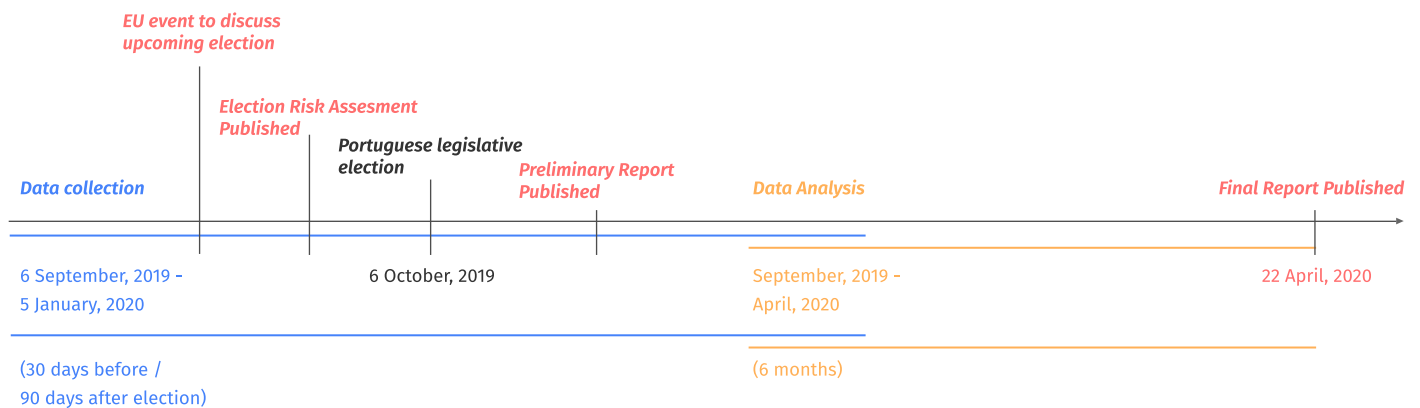 EU event to discuss
upcoming election
Election Risk Assesment
Published
Portuguese legislative
election
Preliminary Report
Published
Data collection
Data Analysis
Final Report Published
6 September, 2019 -
5 January, 2020
6 October, 2019
September, 2019 -
April, 2020
22 April, 2020
(30 days before /
90 days after election)
(6 months)